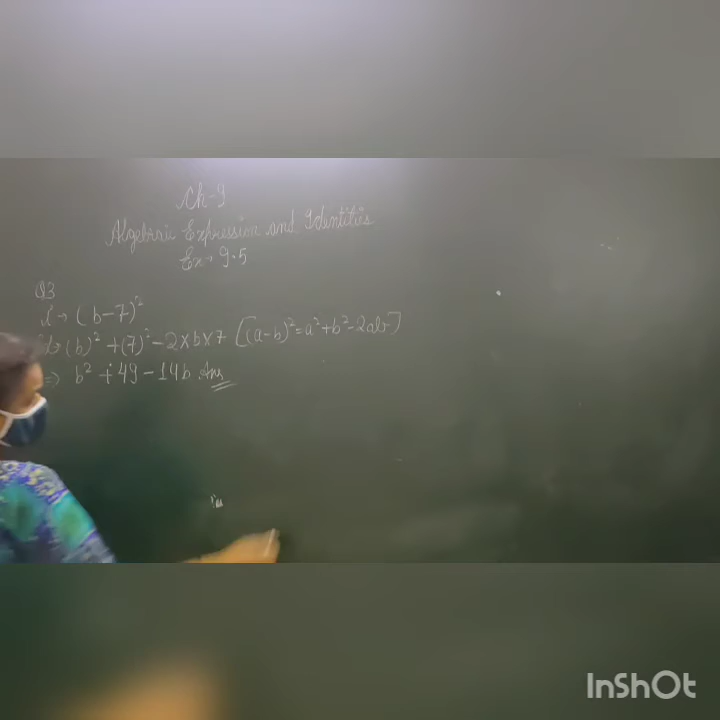 Ch-9
Algebraic Expression and Identities
Ex → 9.5
Q3
i → (b-7)²
(b)² + (7)² - 2×b×7 [(a-b)² = a² + b² - 2ab]
⇒ b² + 49 - 14b Ans
InShOt